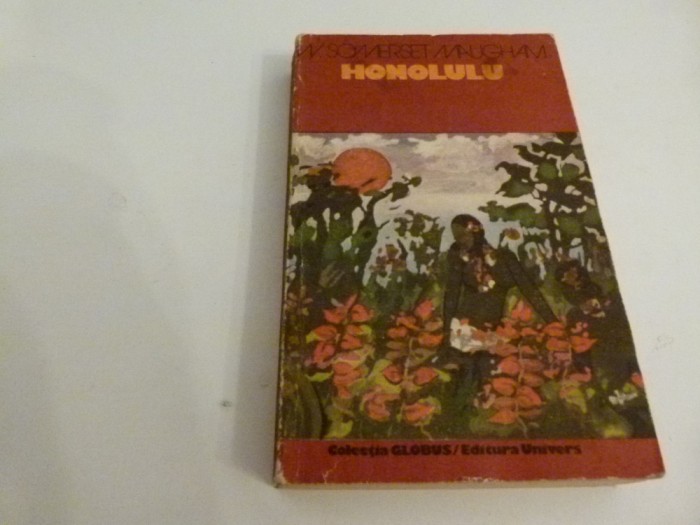 W. SOMERSET MAUGHAM
HONOLULU
Colecția GLOBUS/Editura Univers